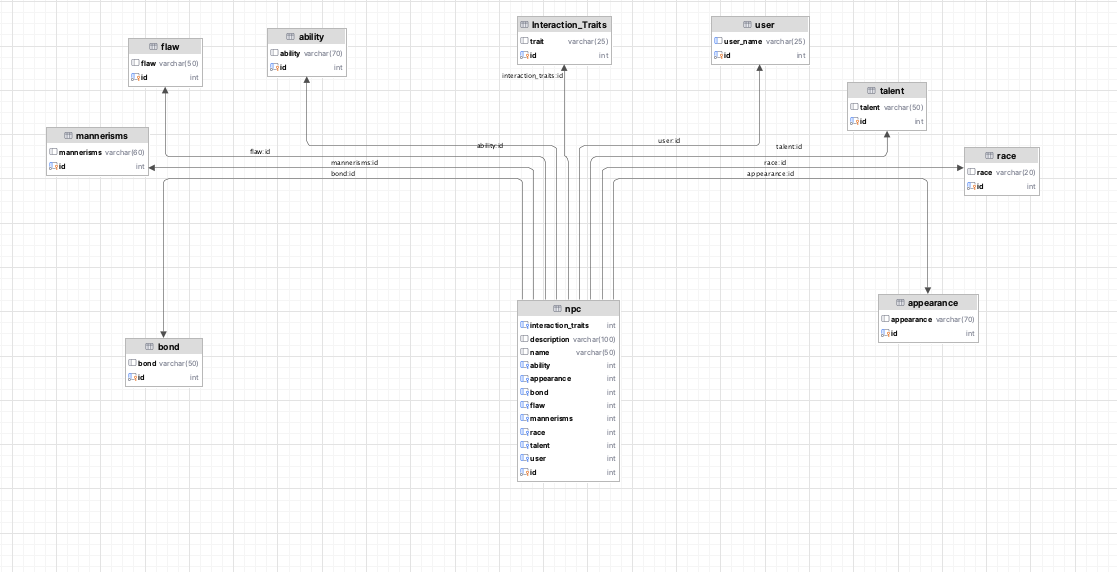 Interaction_Traits
trait varchar(25)
id int
user
user_name varchar(25)
id int
ability
ability varchar(70)
id int
flaw
flaw varchar(50)
id int
talent
talent varchar(50)
id int
mannerisms
mannerisms varchar(60)
id int
race
race varchar(20)
id int
interaction_traits:id
user:id
ability:id
talent:id
flaw:id
mannerisms:id
race:id
bond:id
appearance:id
appearance
appearance varchar(70)
id int
npc
interaction_traits int
description varchar(100)
name varchar(50)
ability int
appearance int
bond int
flaw int
mannerisms int
race int
talent int
user int
id int
bond
bond varchar(50)
id int